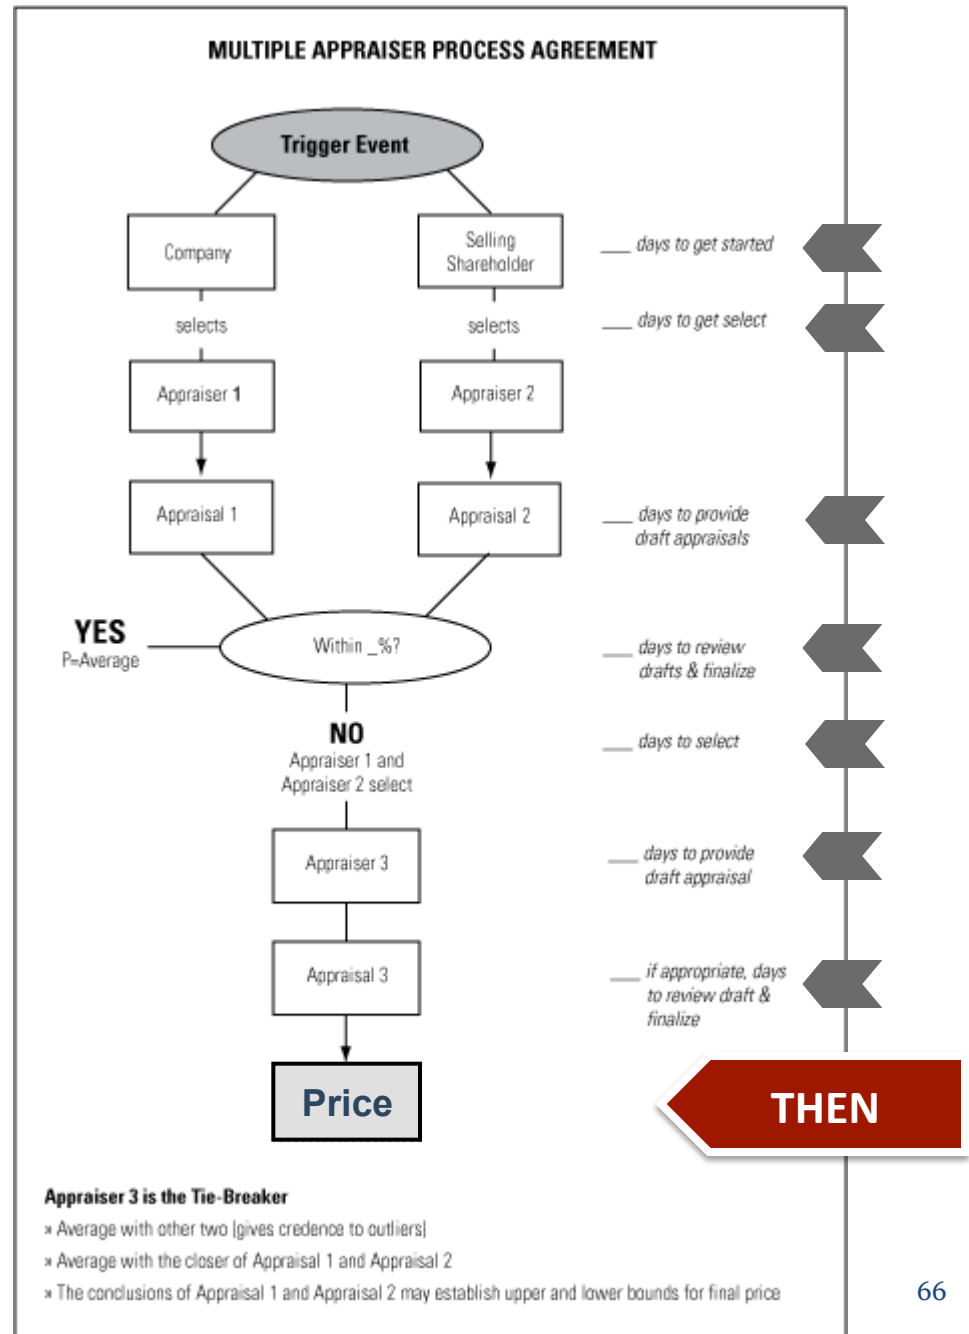 MULTIPLE APPRAISER PROCESS AGREEMENT
Trigger Event
Company
Selling
Shareholder
___ days to get started
selects
selects
___ days to get select
Appraiser 1
Appraiser 2
Appraisal 1
Appraisal 2
___ days to provide
draft appraisals
YES
P=Average
Within _%?
___ days to review
drafts & finalize
NO
Appraiser 1 and
Appraiser 2 select
___ days to select
Appraiser 3
___ days to provide
draft appraisal
Appraisal 3
___ if appropriate, days
to review draft &
finalize
Price
THEN
Appraiser 3 is the Tie-Breaker
» Average with other two (gives credence to outliers)
» Average with the closer of Appraisal 1 and Appraisal 2
» The conclusions of Appraisal 1 and Appraisal 2 may establish upper and lower bounds for final price
66